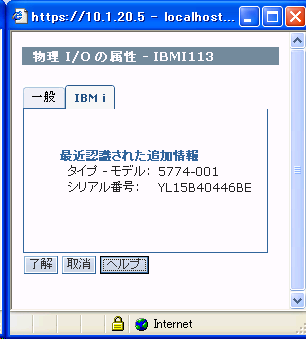 https://10.1.20.5 - localhost...
物理 I/O の属性 - IBMI113
一般 IBM i
最近認識された追加情報
タイプ - モデル: 5774-001
シリアル番号: YL15B40446BE
了解 取消 ヘルプ
Internet